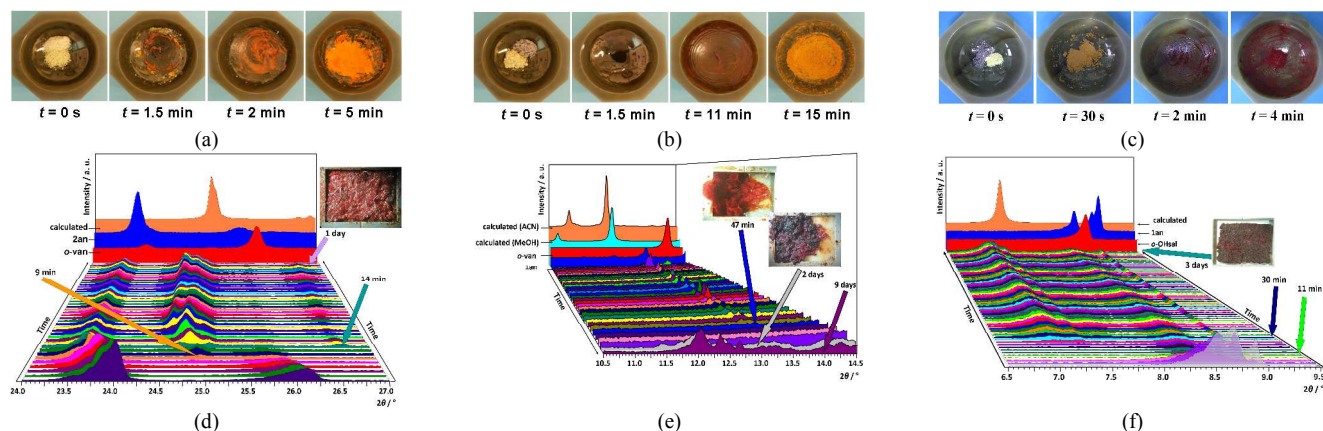 t = 0 s t = 1.5 min t = 2 min t = 5 min
(a)
t = 0 s t = 1.5 min t = 11 min t = 15 min
(b)
t = 0 s t = 30 s t = 2 min t = 4 min
(c)
Intensity / a. u.
calculated
2an
o-van
1 day
9 min
14 min
Time
Time
24.0 24.5 25.0 25.5 26.0 26.5 27.0
2θ / °
(d)
Intensity / a. u.
calculated (ACN)
calculated (MeOH)
o-van
1an
47 min
2 days
9 days
Time
10.5 11.0 11.5 12.0 12.5 13.0 13.5 14.0 14.5
2θ / °
(e)
Intensity / a. u.
calculated
1an
o-OHsal
3 days
30 min
11 min
Time
Time
6.5 7.0 7.5 8.0 8.5 9.0 9.5
2θ / °
(f)